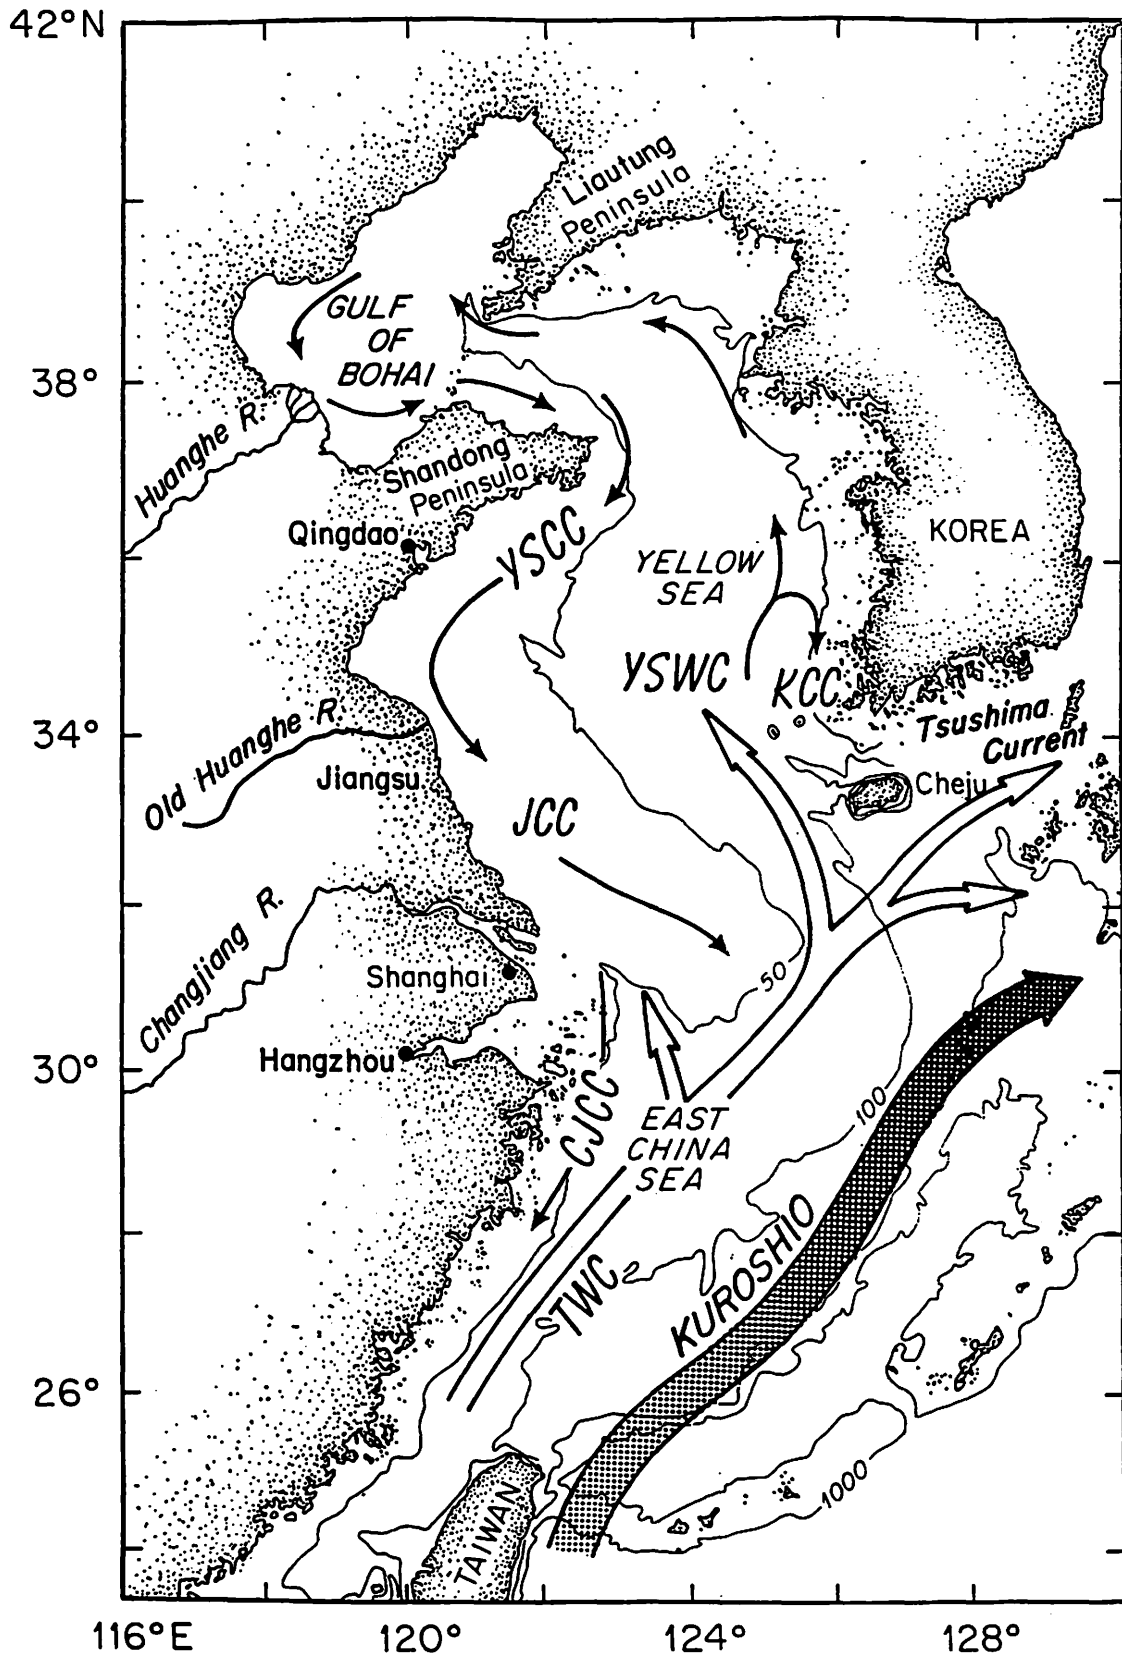 42°N
Liautung
Peninsula
GULF
OF
BOHAI
38°
Huanghe R.
Shandong
Peninsula
Qingdao
YSCC
YELLOW
SEA
KOREA
YSWC
KCC
34°
Old Huanghe R.
Tsushima
Current
Jiangsu
Cheju
JCC
Changjiang R.
Shanghai
50
30°
Hangzhou
CJCC
EAST
CHINA
SEA
100
TWC
KUROSHIO
26°
1000
TAIWAN
116°E
120°
124°
128°